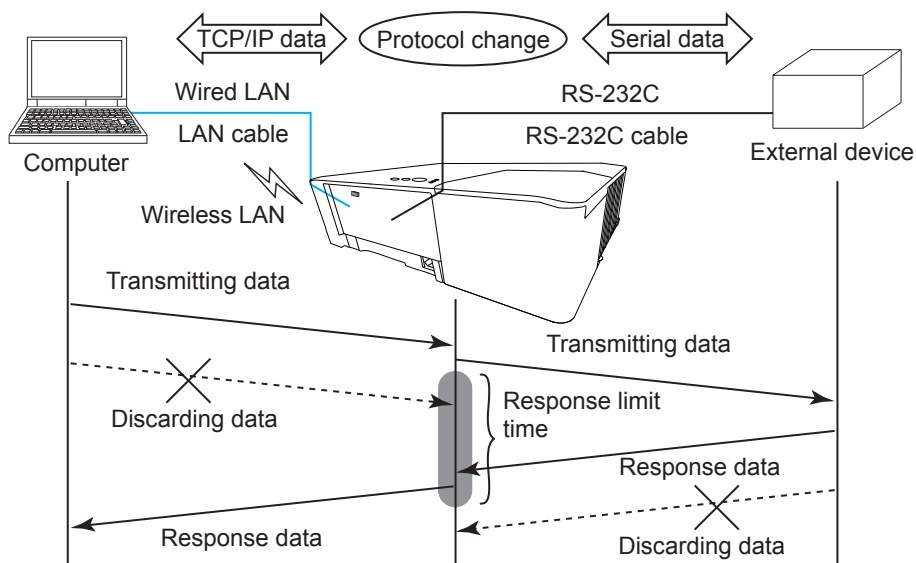 TCP/IP data
Protocol change
Serial data
Wired LAN
RS-232C
LAN cable
RS-232C cable
Computer
External device
Wireless LAN
Transmitting data
Transmitting data
Discarding data
Response limit
time
Response data
Response data
Discarding data